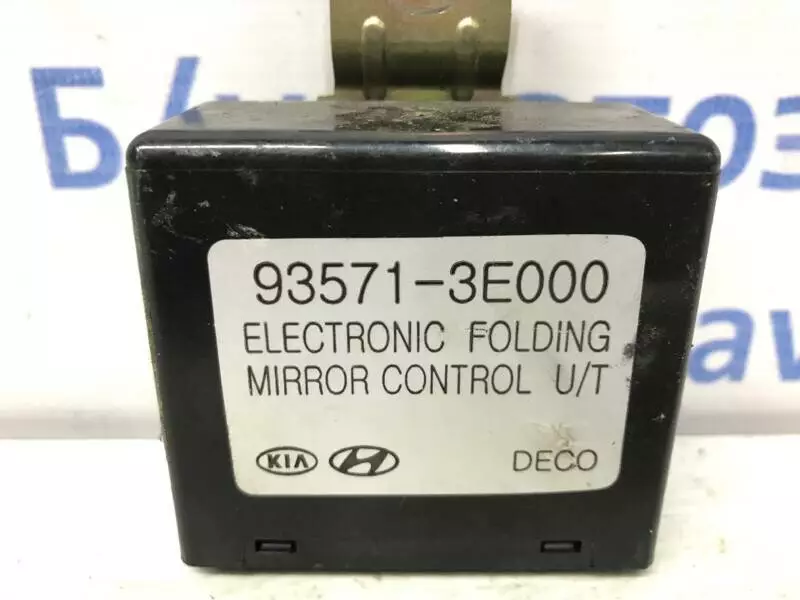 93571-3E000
ELECTRONIC FOLDING
MIRROR CONTROL U/T
KIA
DECO